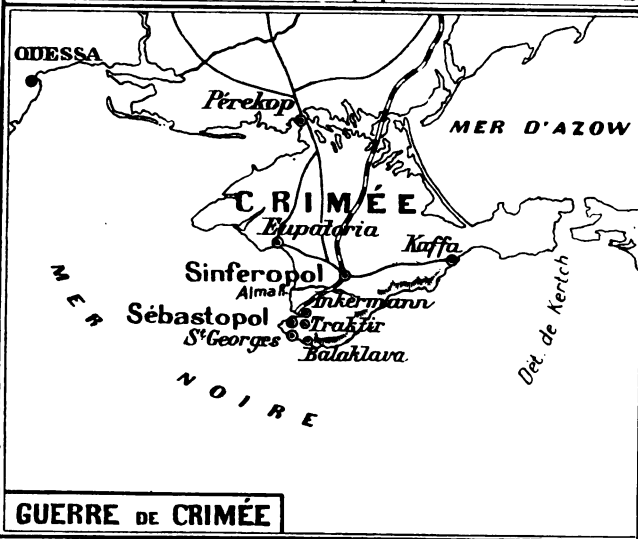 ODESSA
Pérekop
MER D'AZOW
CRIMÉE
Eupatoria
Kaffa
Sinferopol
Alma R.
Inkermann
Sébastopol
Traktir
St Georges
Balaklava
Dét. de Kertch
MER NOIRE
GUERRE DE CRIMÉE